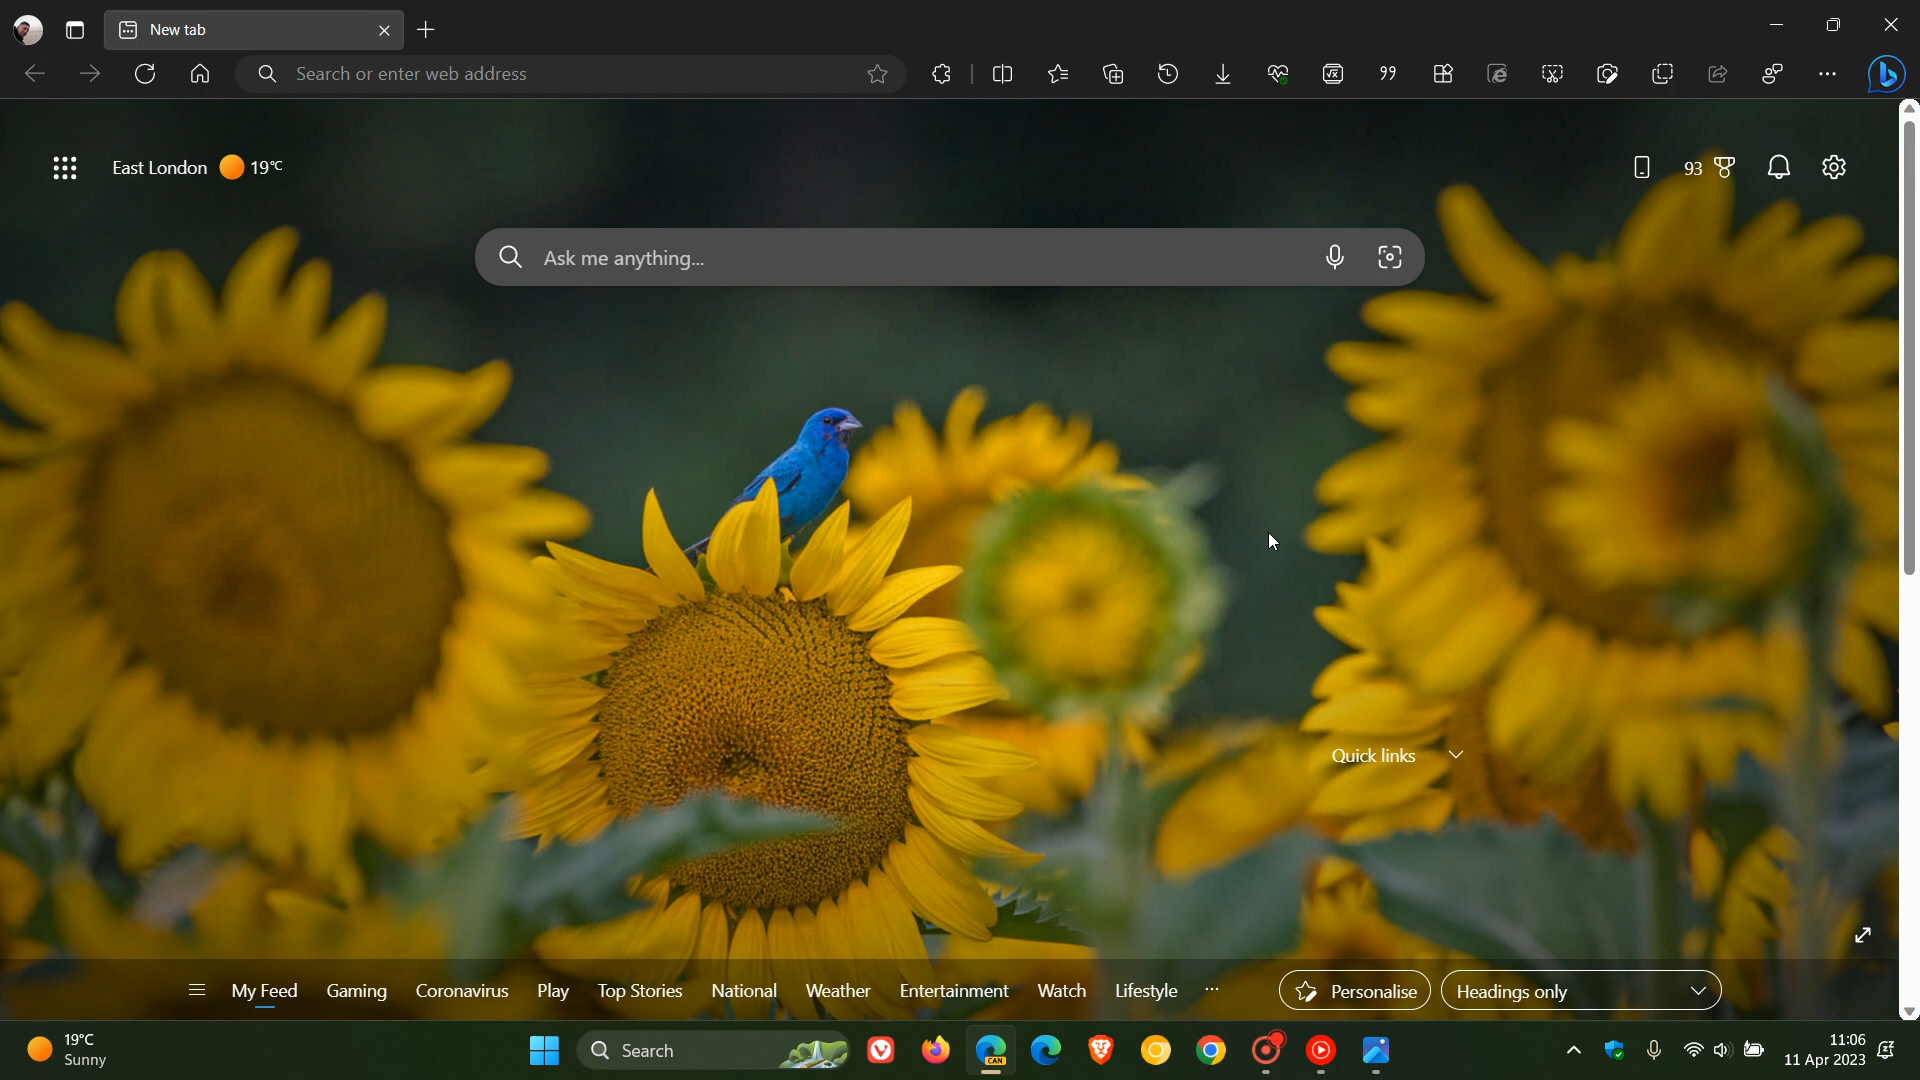 New tab
Search or enter web address
East London 19°C
93
Ask me anything...
Quick links
My Feed Gaming Coronavirus Play Top Stories National Weather Entertainment Watch Lifestyle ... Personalise Headings only
19°C
Sunny
Search
CAN
11:06
11 Apr 2023